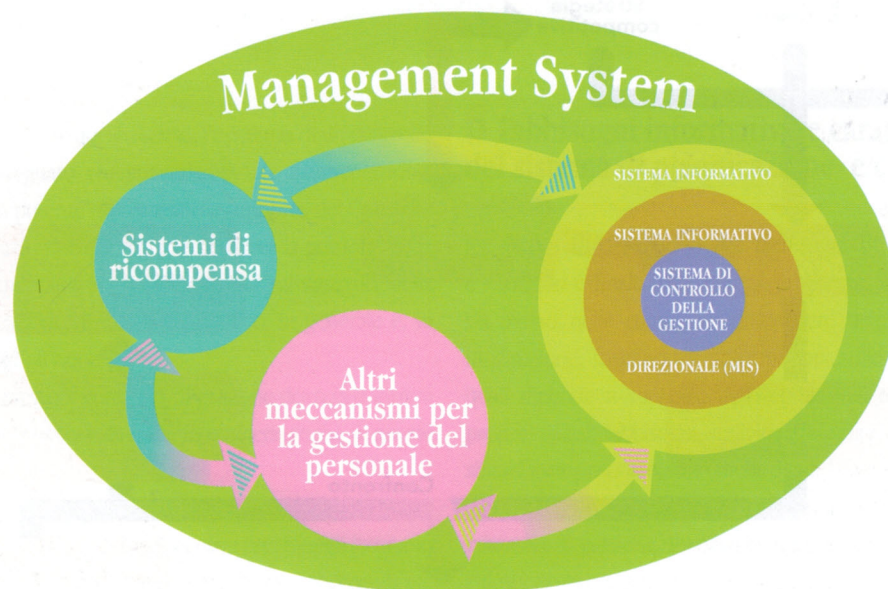 Management System
SISTEMA INFORMATIVO
Sistemi di
ricompensa
SISTEMA INFORMATIVO
SISTEMA DI
CONTROLLO
DELLA
GESTIONE
DIREZIONALE (MIS)
Altri
meccanismi per
la gestione del
personale